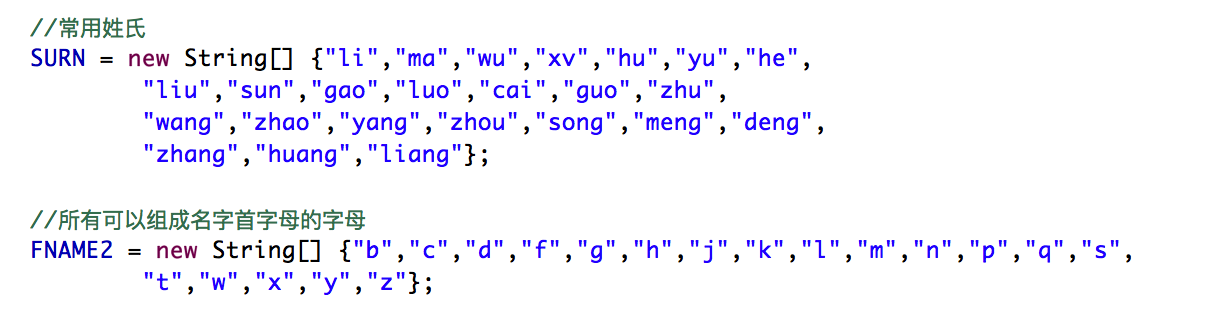 //常用姓氏
SURN = new String[] {"li","ma","wu","xv","hu","yu","he",
"liu","sun","gao","luo","cai","guo","zhu",
"wang","zhao","yang","zhou","song","meng","deng",
"zhang","huang","liang"};
//所有可以组成名字首字母的字母
FNAME2 = new String[] {"b","c","d","f","g","h","j","k","l","m","n","p","q","s",
"t","w","x","y","z"};